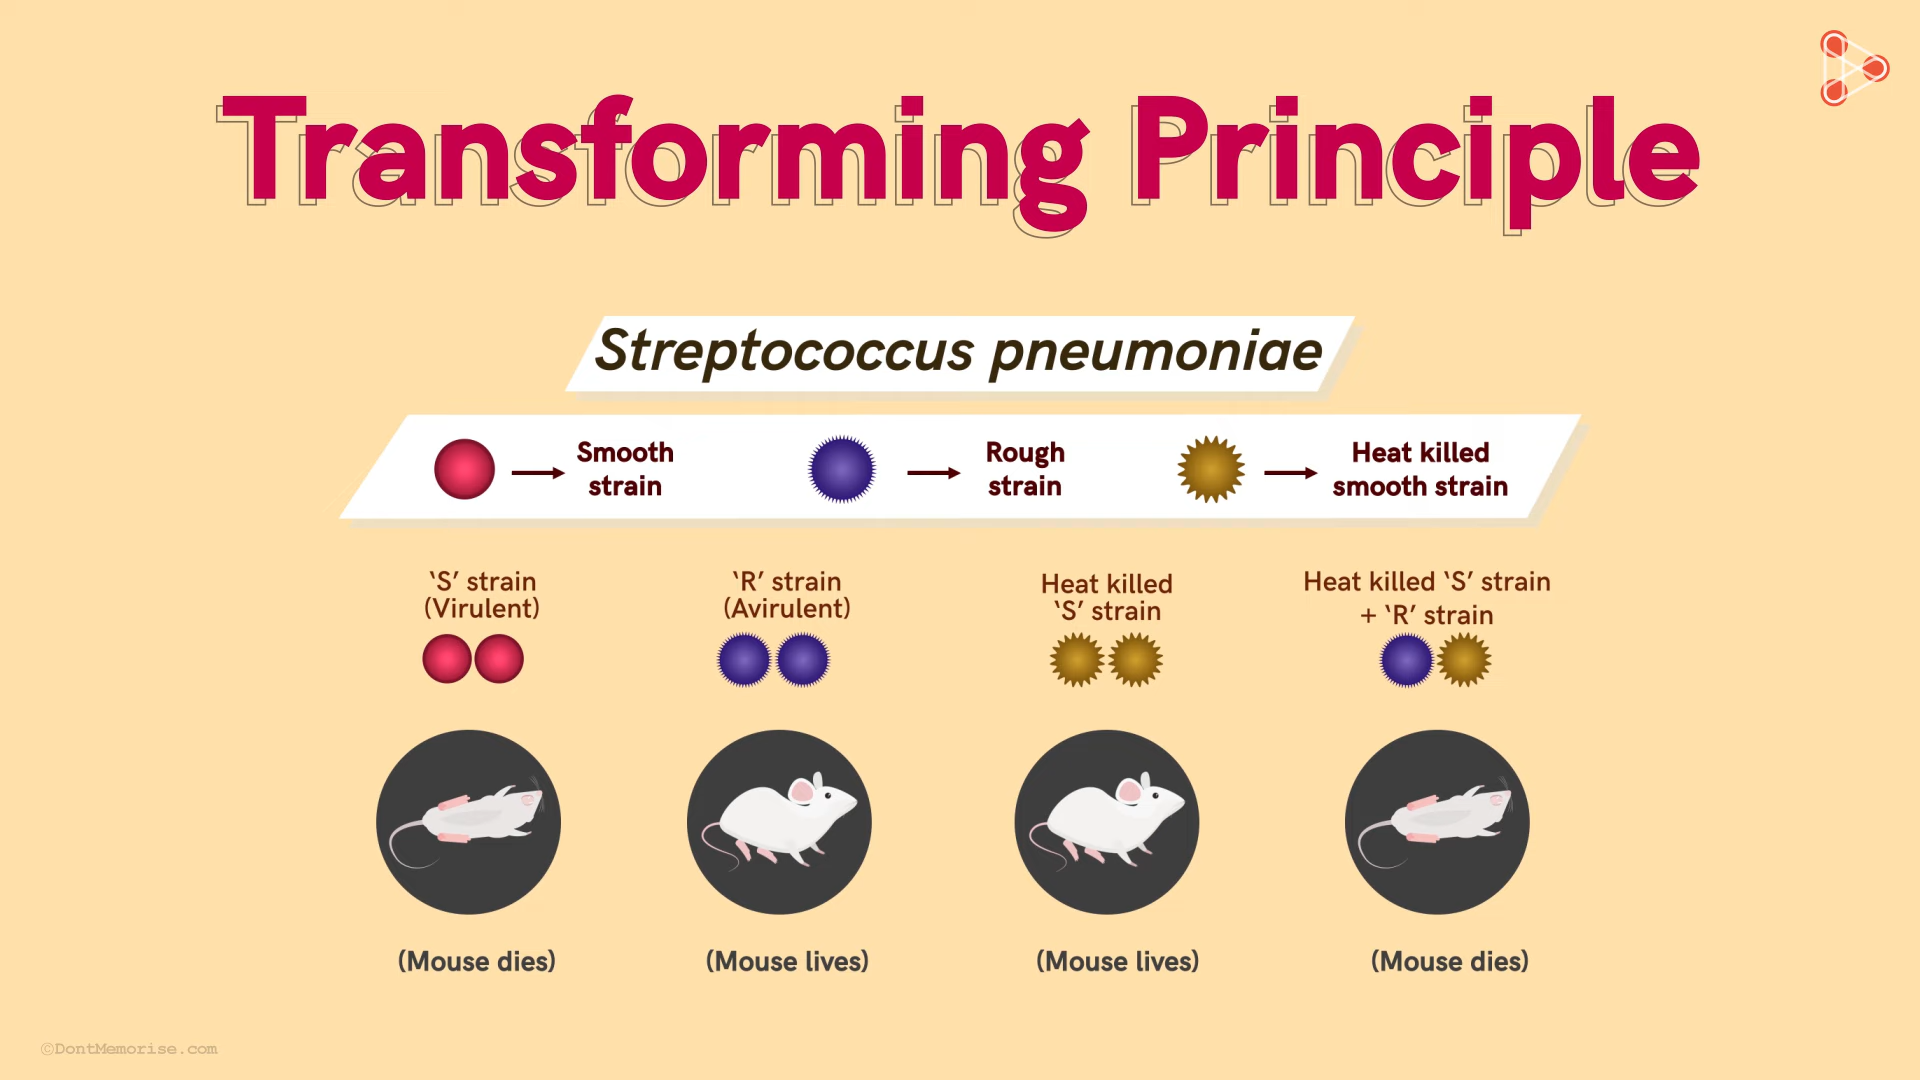 Transforming Principle
Streptococcus pneumoniae
Smooth
strain
Rough
strain
Heat killed
smooth strain
‘S’ strain
(Virulent)
‘R’ strain
(Avirulent)
Heat killed
‘S’ strain
Heat killed ‘S’ strain
+ ‘R’ strain
(Mouse dies)
(Mouse lives)
(Mouse lives)
(Mouse dies)
©DontMemorise.com